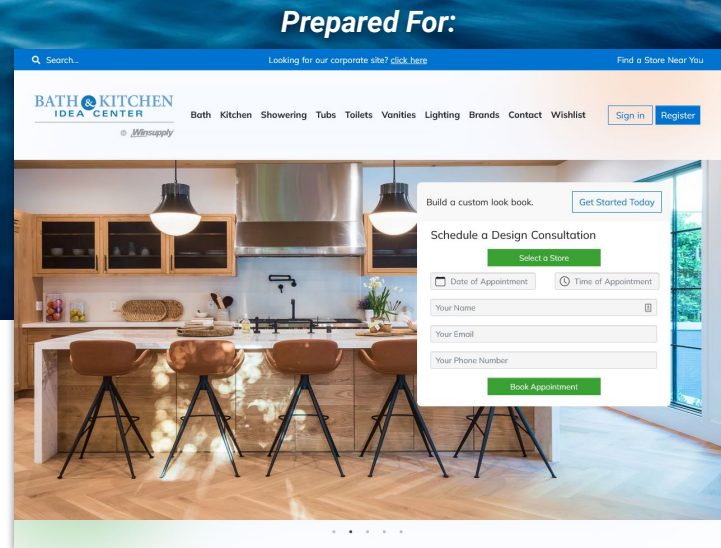 Prepared For:
Search...
Looking for our corporate site? click here
Find a Store Near You
BATH & KITCHEN
IDEA CENTER
Winsupply
Bath Kitchen Showering Tubs Toilets Vanities Lighting Brands Contact Wishlist
Sign in
Register
Build a custom look book.
Get Started Today
Schedule a Design Consultation
Select a Store
Date of Appointment
Time of Appointment
Your Name
Your Email
Your Phone Number
Book Appointment